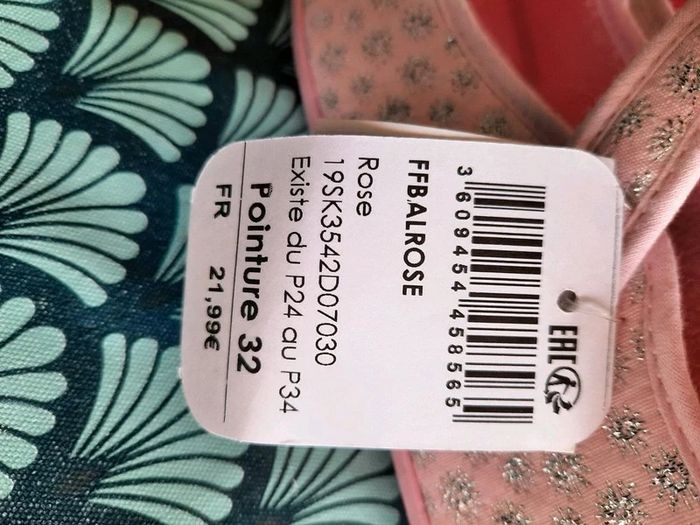 EAC
3 609454 458565
FFBALROSE
Rose
19SK3542D07030
Existe du P24 au P34
Pointure 32
FR 21,99€